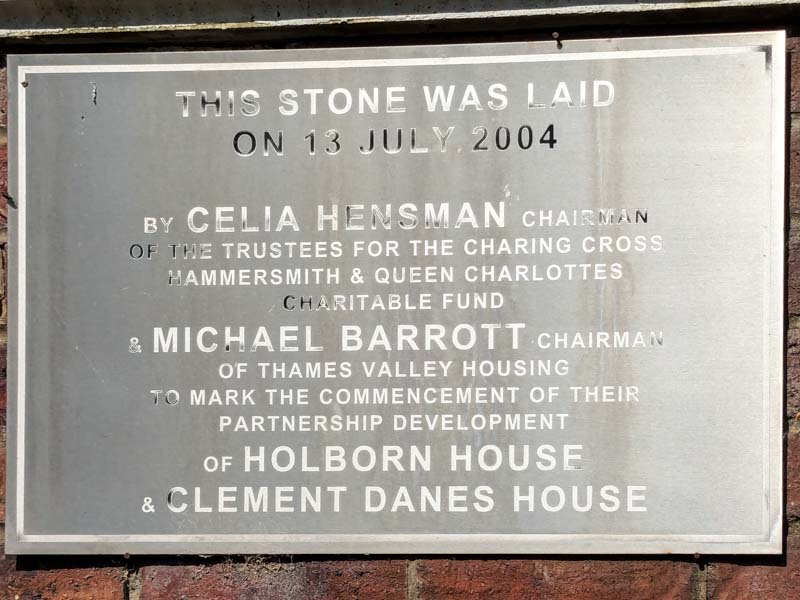 THIS STONE WAS LAID
ON 13 JULY 2004
BY CELIA HENSMAN CHAIRMAN
OF THE TRUSTEES FOR THE CHARING CROSS
HAMMERSMITH & QUEEN CHARLOTTES
CHARITABLE FUND
& MICHAEL BARROTT CHAIRMAN
OF THAMES VALLEY HOUSING
TO MARK THE COMMENCEMENT OF THEIR
PARTNERSHIP DEVELOPMENT
OF HOLBORN HOUSE
& CLEMENT DANES HOUSE